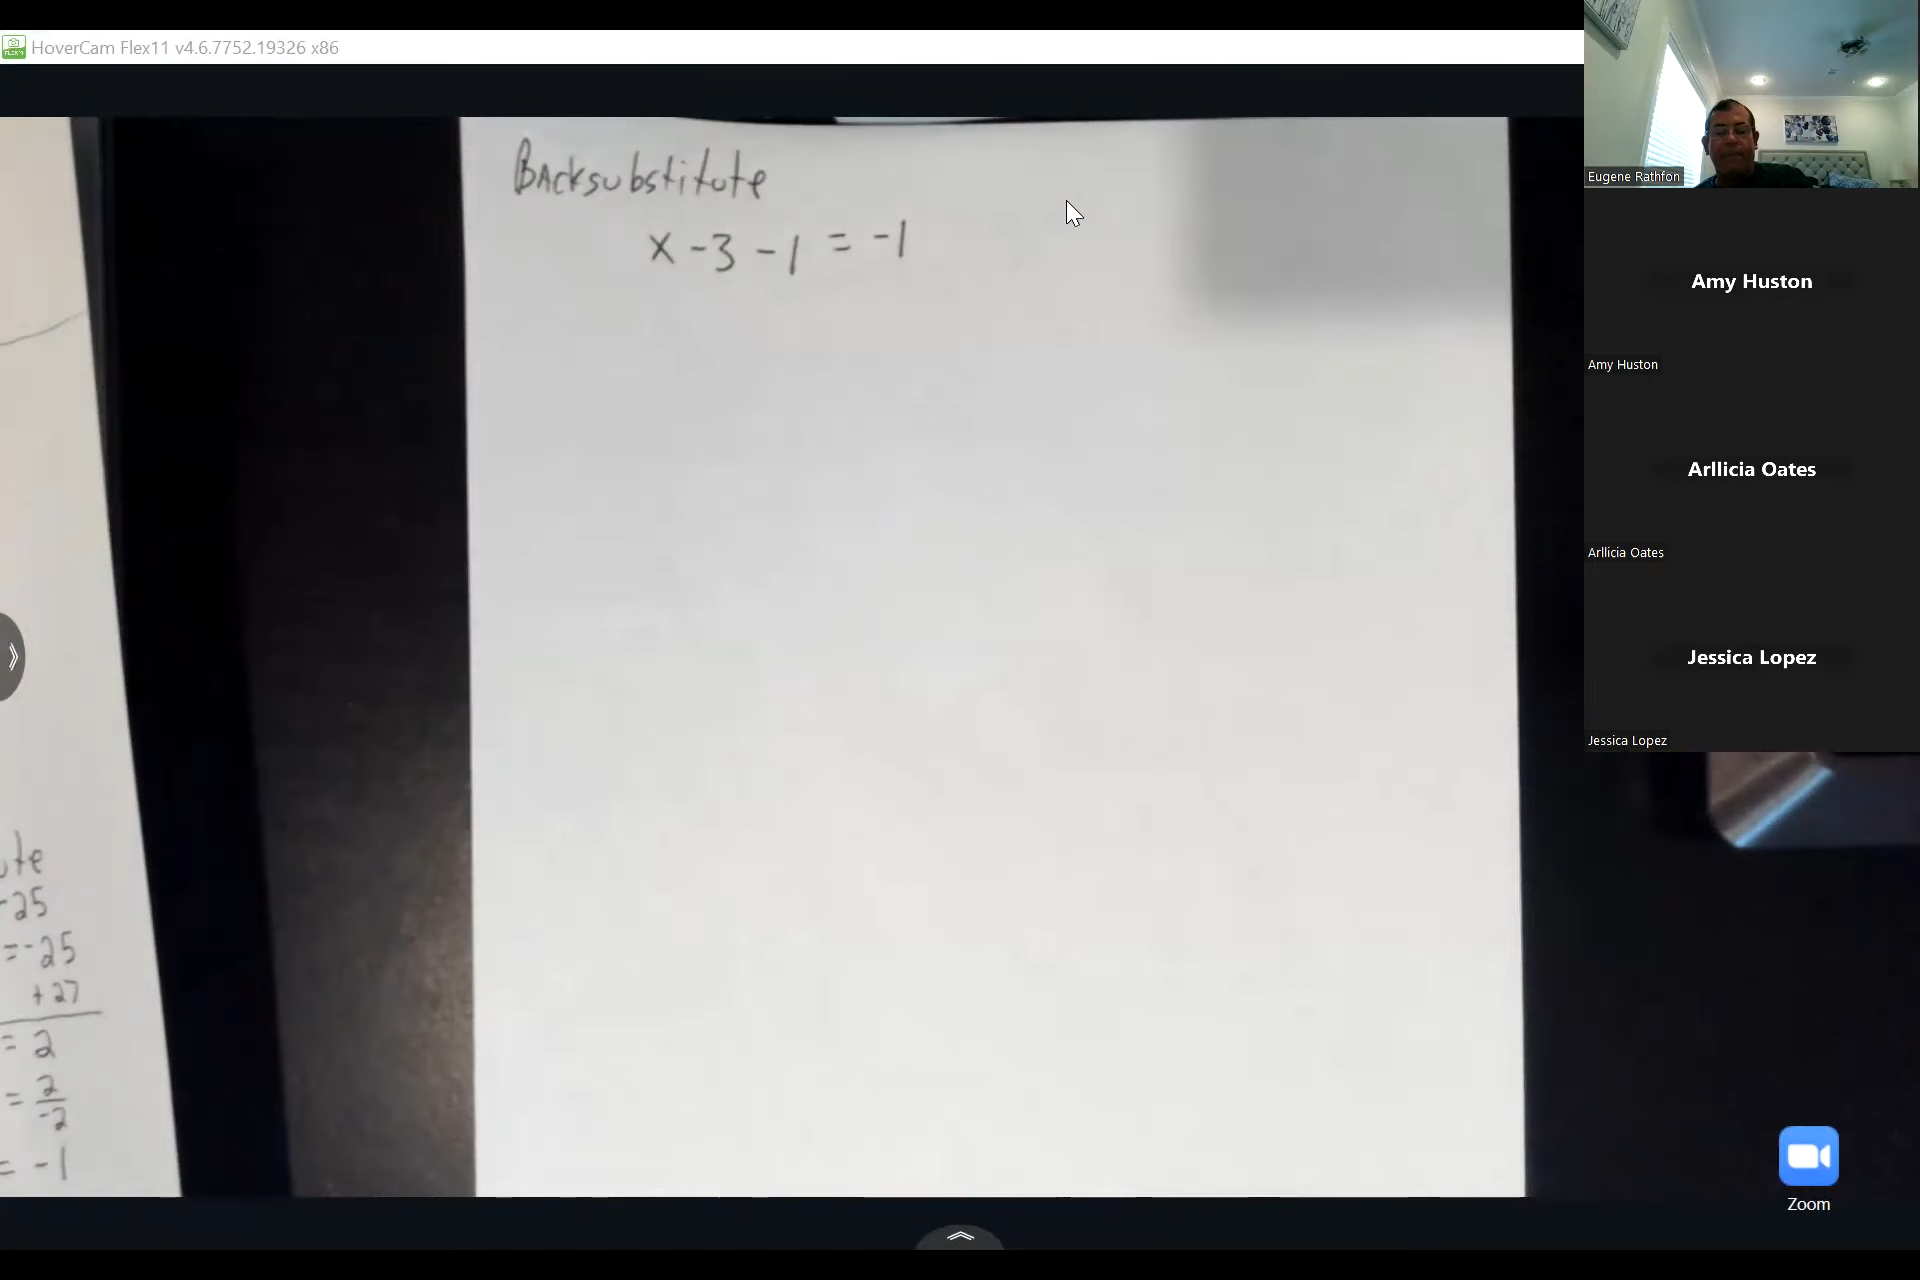 HoverCam Flex11 v4.6.7752.19326 x86
Backsubstitute
x - 3 - 1 = -1
ute
-25
= -25
+ 27
= 2
= 2/-2
= -1
Eugene Rathfon
Amy Huston
Amy Huston
Arllicia Oates
Arllicia Oates
Jessica Lopez
Jessica Lopez
Zoom